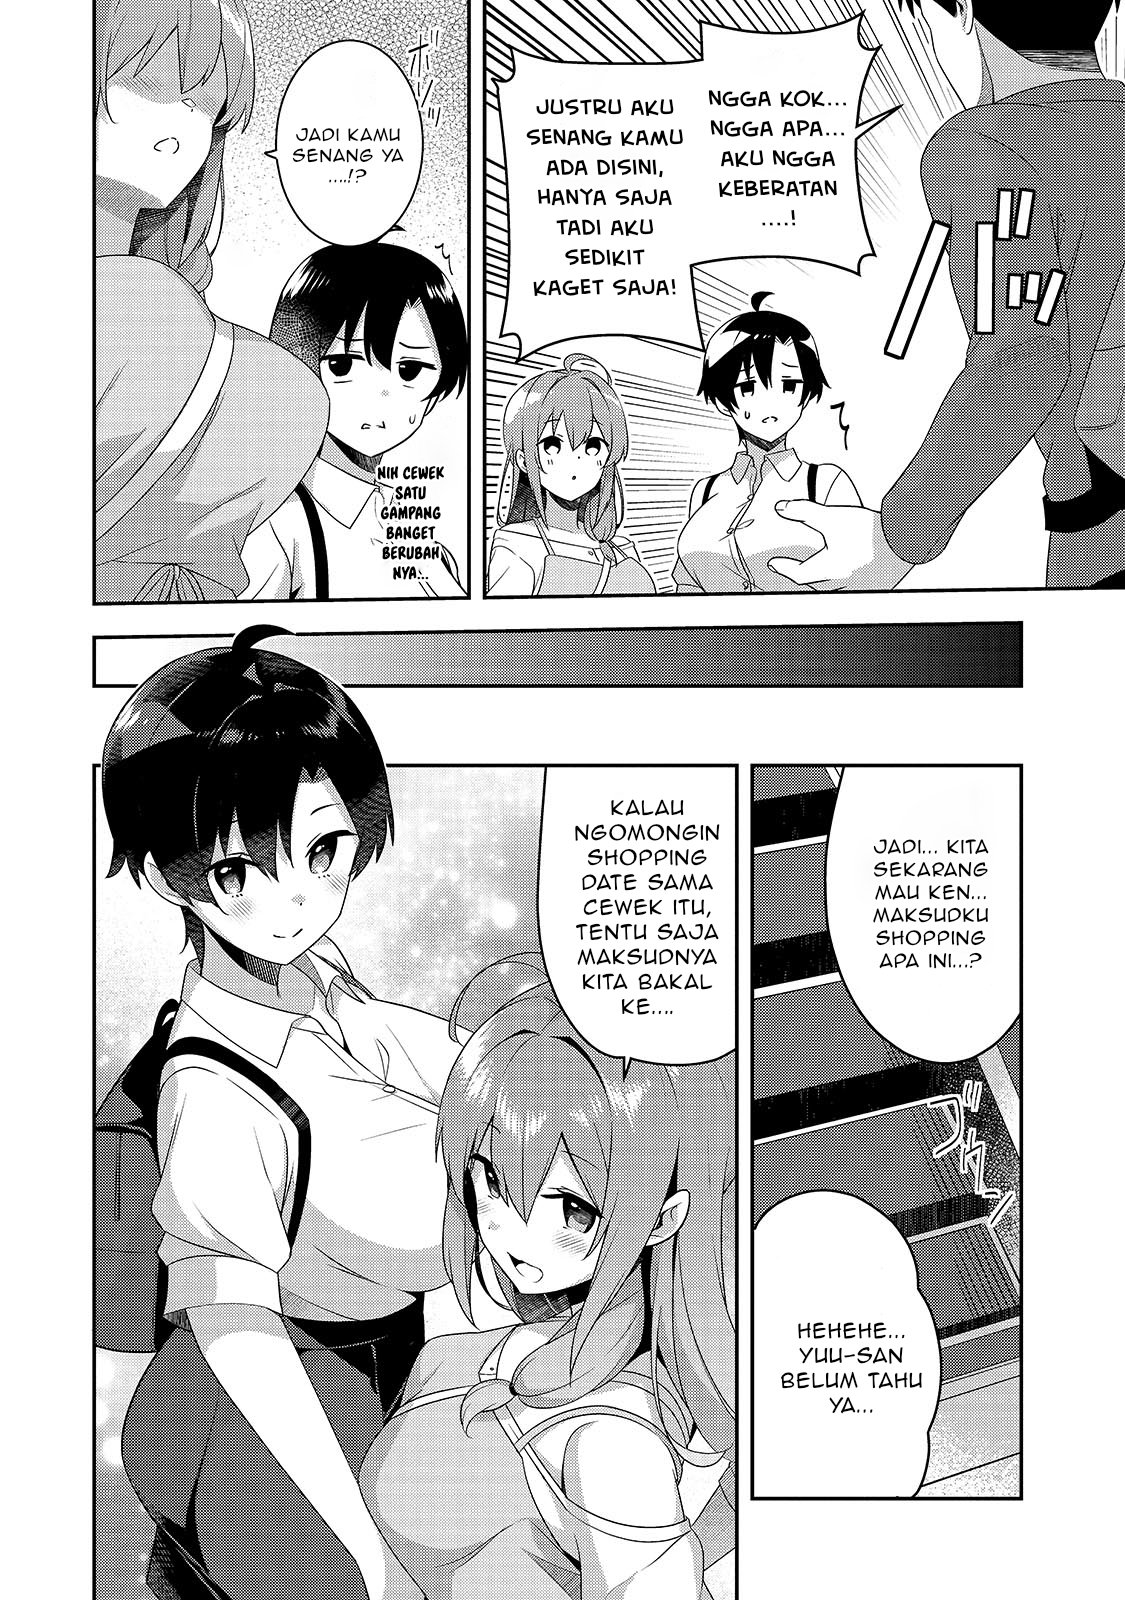 NGGA KOK...
NGGA APA...
AKU NGGA
KEBERATAN
....!
JUSTRU AKU
SENANG KAMU
ADA DISINI,
HANYA SAJA
TADI AKU
SEDIKIT
KAGET SAJA!
JADI KAMU
SENANG YA
....!?
NIH CEWEK
SATU
GAMPANG
BANGET
BERUBAH
NYA...
JADI... KITA
SEKARANG
MAU KEN...
MAKSUDKU
SHOPPING
APA INI...?
HEHEHE...
YUU-SAN
BELUM TAHU
YA...
KALAU
NGOMONGIN
SHOPPING
DATE SAMA
CEWEK ITU,
TENTU SAJA
MAKSUDNYA
KITA BAKAL
KE....